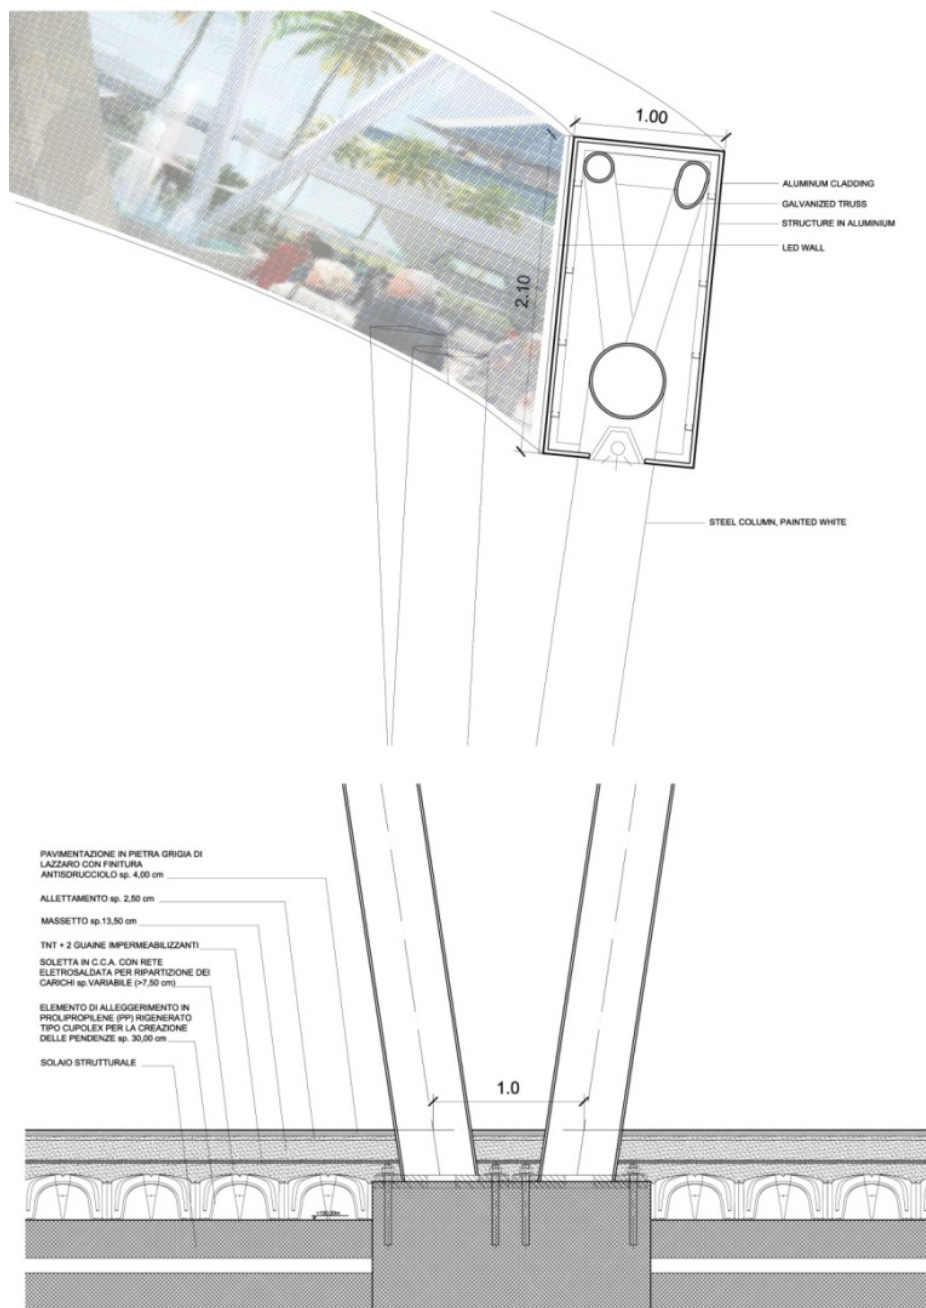 1.00
ALUMINUM CLADDING
GALVANIZED TRUSS
STRUCTURE IN ALUMINIUM
LED WALL
2.10
STEEL COLUMN, PAINTED WHITE
PAVIMENTAZIONE IN PIETRA GRIGIA DI
LAZZARO CON FINITURA
ANTISDRUCCIOLO sp. 4,00 cm
ALLETTAMENTO sp. 2,50 cm
MASSETTO sp.13,50 cm
TNT + 2 GUAINE IMPERMEABILIZZANTI
SOLETTA IN C.C.A. CON RETE
ELETROSALDATA PER RIPARTIZIONE DEI
CARICHI sp.VARIABILE (>7,50 cm)
ELEMENTO DI ALLEGGERIMENTO IN
PROLIPROPILENE (PP) RIGENERATO
TIPO CUPOLEX PER LA CREAZIONE
DELLE PENDENZE sp. 30,00 cm
SOLAIO STRUTTURALE
1.0